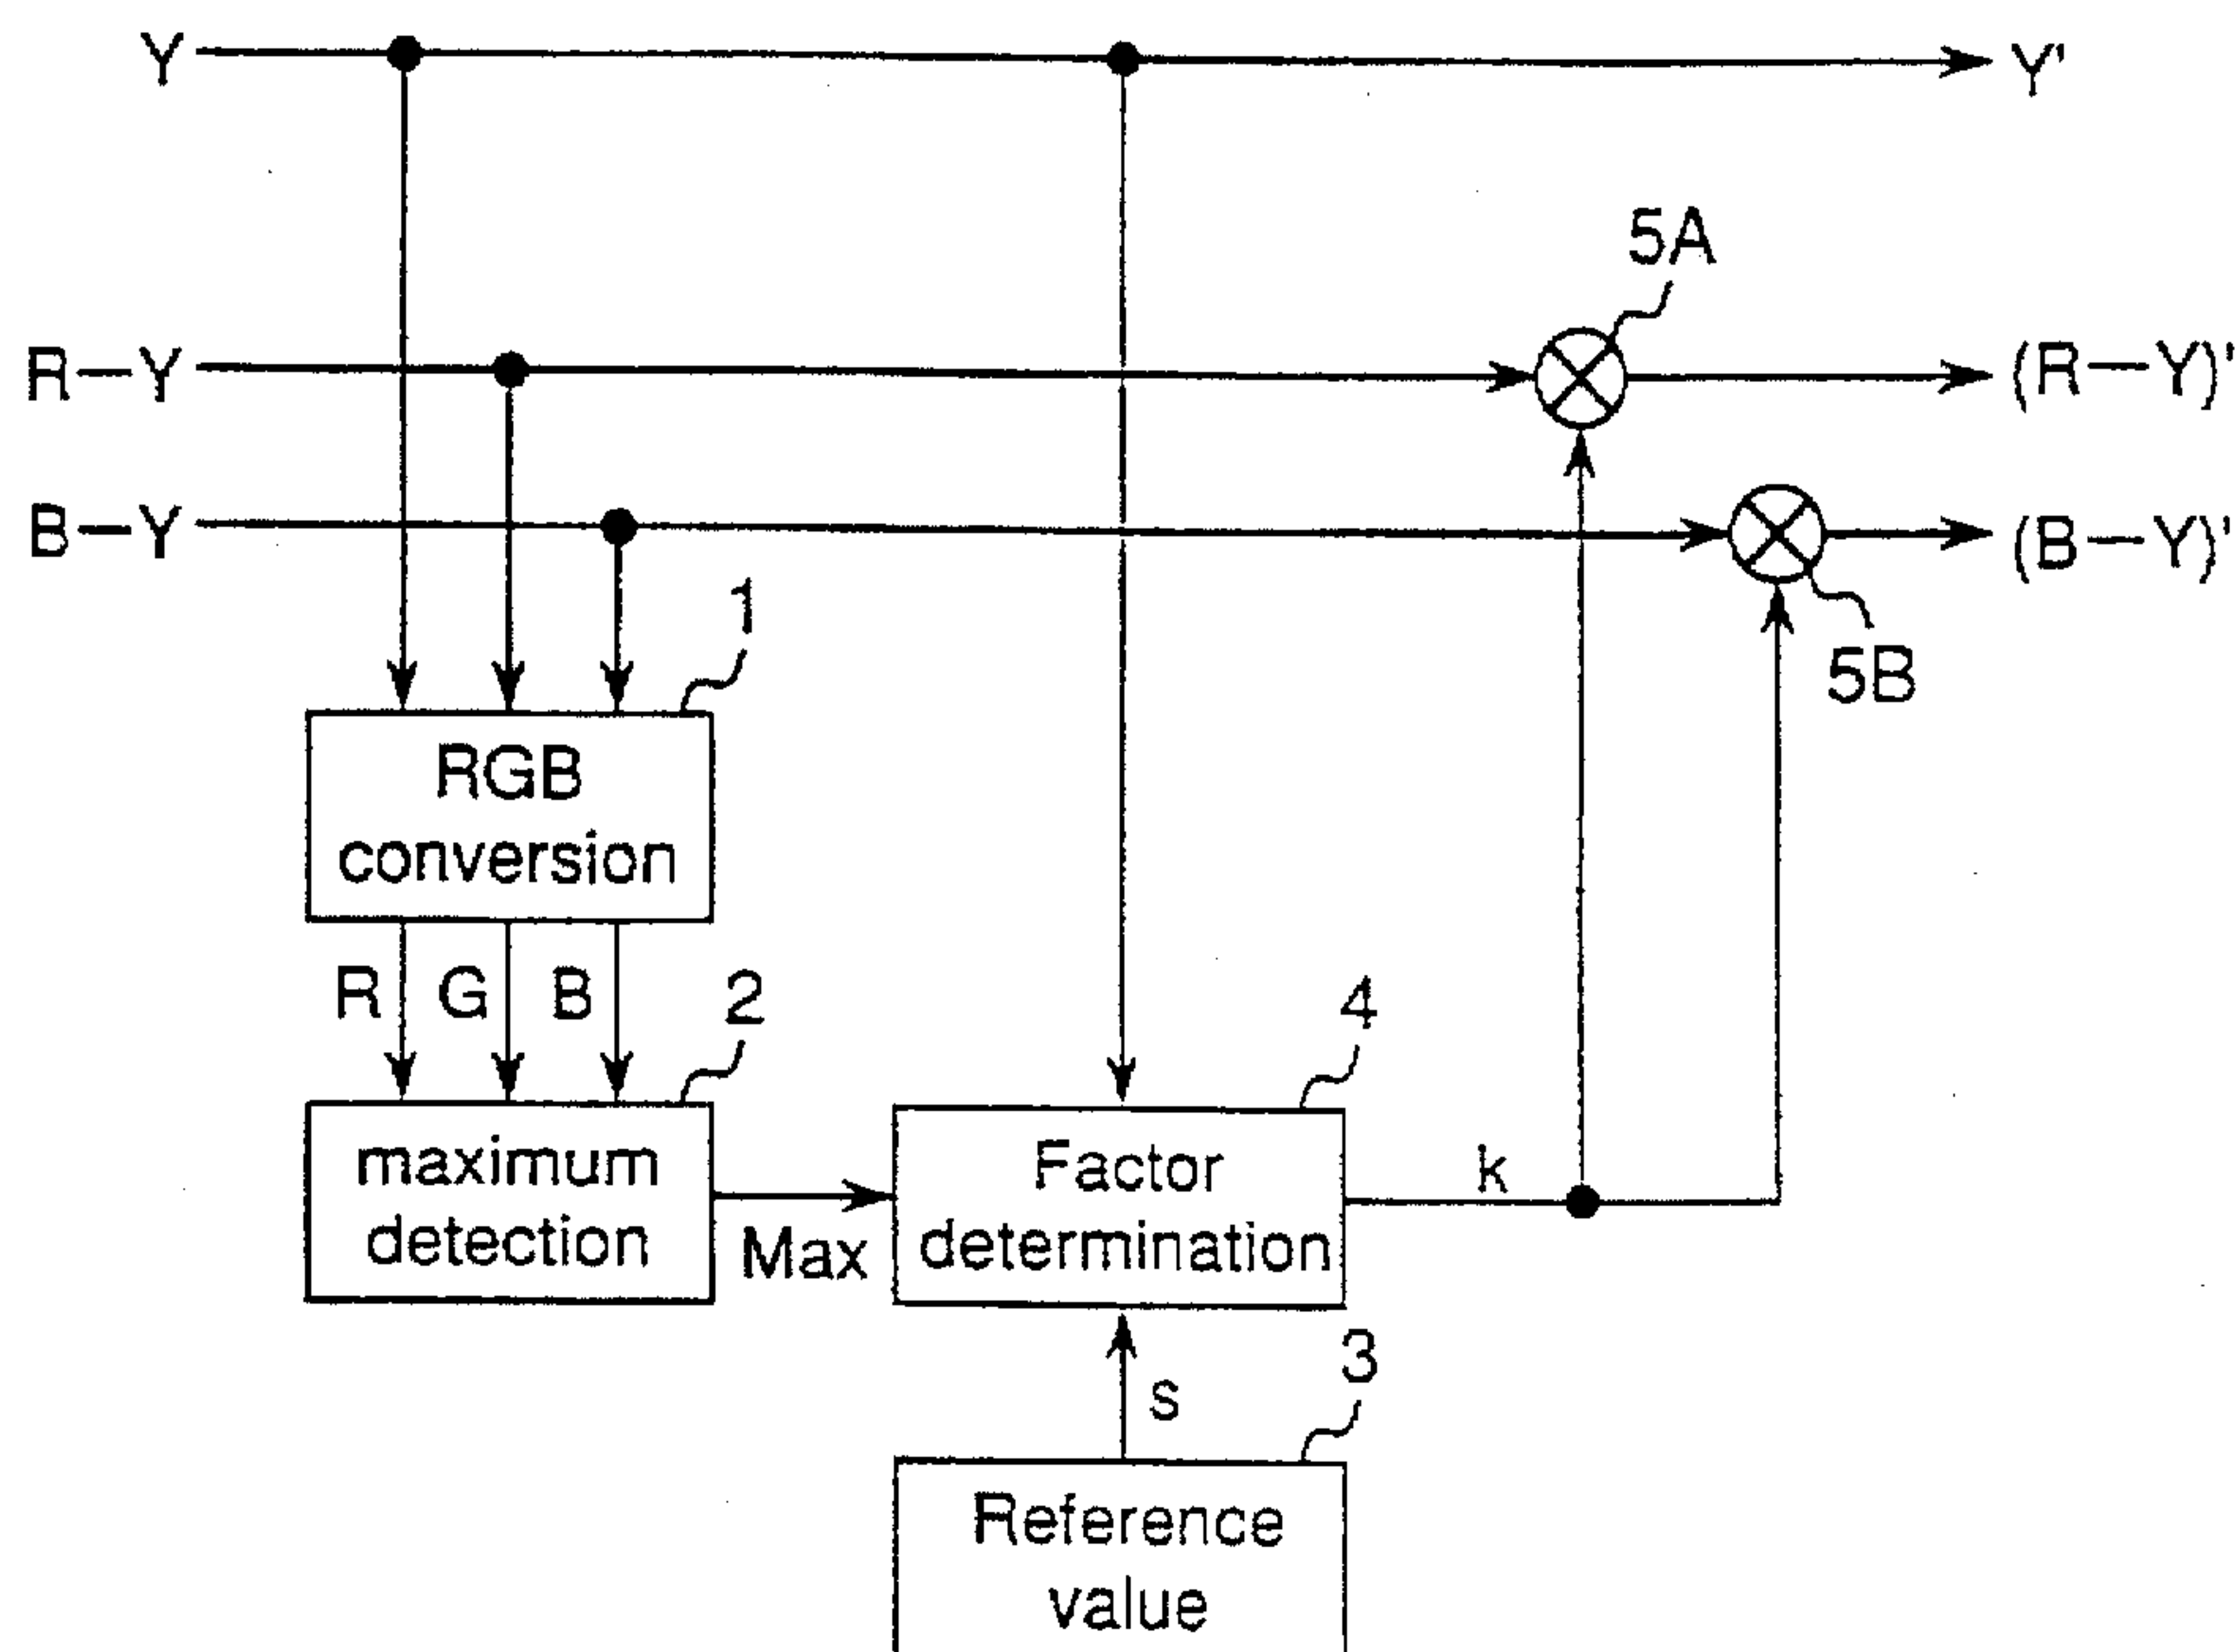 Y
Y'
5A
R—Y
(R—Y)'
B—Y
(B—Y)'
1
5B
RGB
conversion
R
G
B
2
4
maximum
detection
Max
Factor
determination
k
s
3
Reference
value